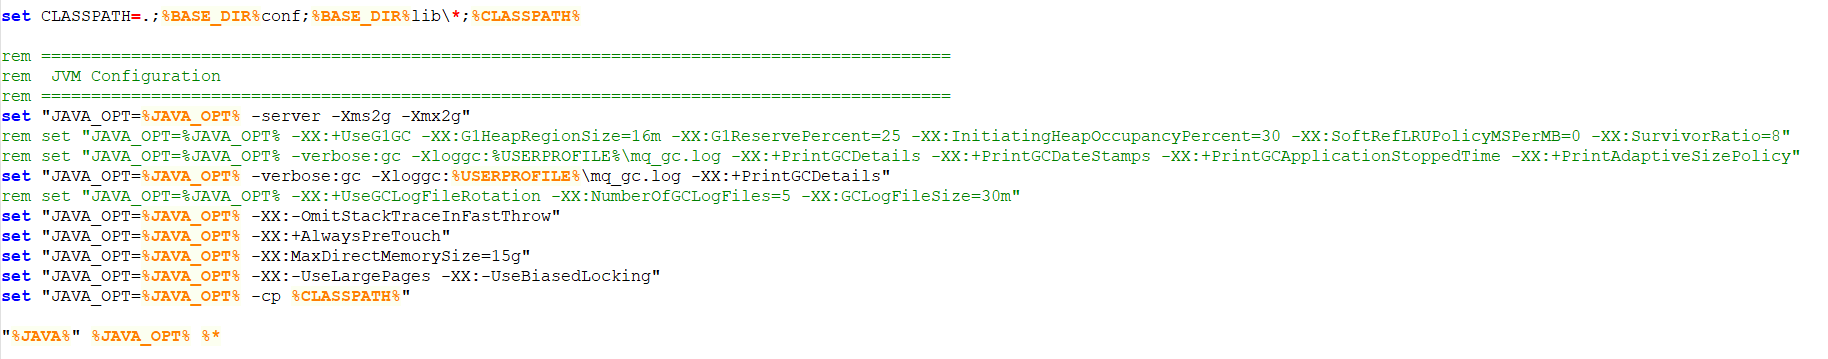 set CLASSPATH=.;%BASE_DIR%conf;%BASE_DIR%lib\*;%CLASSPATH%
rem ===========================================================================================
rem  JVM Configuration
rem ===========================================================================================
set "JAVA_OPT=%JAVA_OPT% -server -Xms2g -Xmx2g"
rem set "JAVA_OPT=%JAVA_OPT% -XX:+UseG1GC -XX:G1HeapRegionSize=16m -XX:G1ReservePercent=25 -XX:InitiatingHeapOccupancyPercent=30 -XX:SoftRefLRUPolicyMSPerMB=0 -XX:SurvivorRatio=8"
rem set "JAVA_OPT=%JAVA_OPT% -verbose:gc -Xloggc:%USERPROFILE%\mq_gc.log -XX:+PrintGCDetails -XX:+PrintGCDateStamps -XX:+PrintGCApplicationStoppedTime -XX:+PrintAdaptiveSizePolicy"
set "JAVA_OPT=%JAVA_OPT% -verbose:gc -Xloggc:%USERPROFILE%\mq_gc.log -XX:+PrintGCDetails"
rem set "JAVA_OPT=%JAVA_OPT% -XX:+UseGCLogFileRotation -XX:NumberOfGCLogFiles=5 -XX:GCLogFileSize=30m"
set "JAVA_OPT=%JAVA_OPT% -XX:-OmitStackTraceInFastThrow"
set "JAVA_OPT=%JAVA_OPT% -XX:+AlwaysPreTouch"
set "JAVA_OPT=%JAVA_OPT% -XX:MaxDirectMemorySize=15g"
set "JAVA_OPT=%JAVA_OPT% -XX:-UseLargePages -XX:-UseBiasedLocking"
set "JAVA_OPT=%JAVA_OPT% -cp %CLASSPATH%"
"%JAVA%" %JAVA_OPT% %*